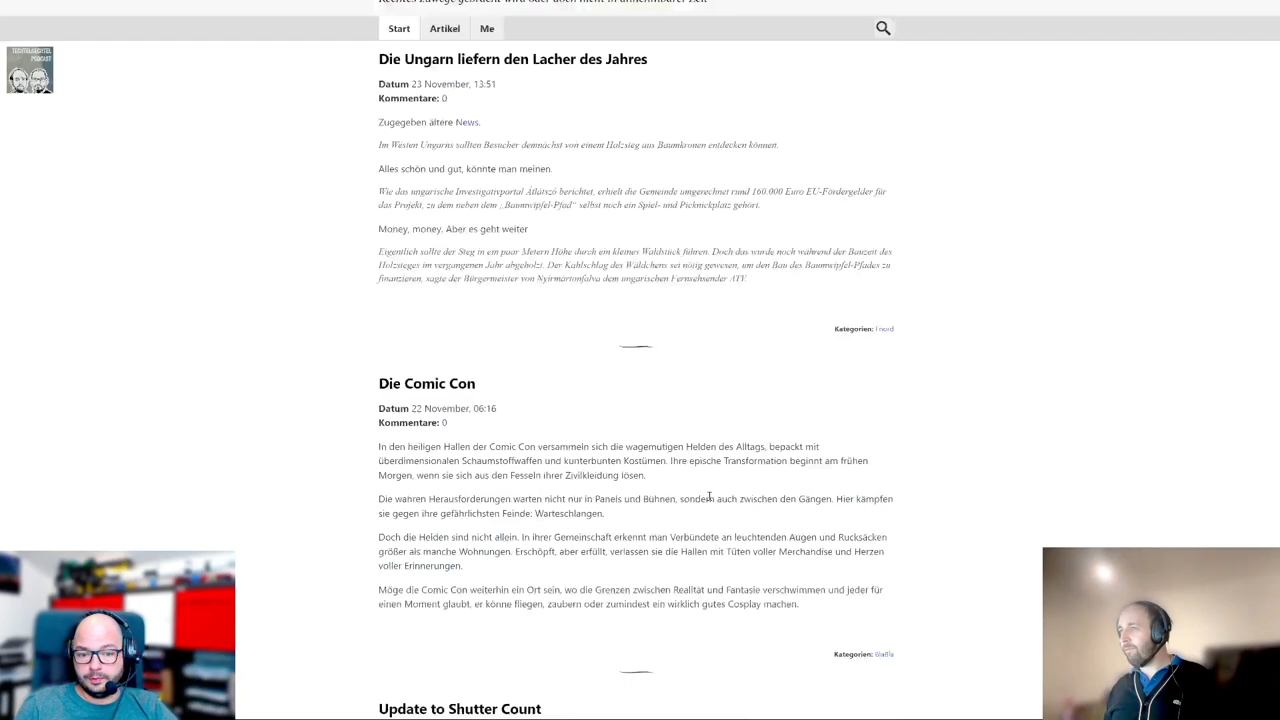 Start Artikel Me
TECHTELMECHTEL
PODCAST
Die Ungarn liefern den Lacher des Jahres
Datum 23 November, 13:51
Kommentare: 0
Zugegeben ältere News.
Im Westen Ungarns sollten Besucher demnächst von einem Holzsteg aus Baumkronen entdecken können.
Alles schön und gut, könnte man meinen.
Wie das ungarische Investigativportal Átlátszó berichtet, erhielt die Gemeinde umgerechnet rund 160.000 Euro EU-Fördergelder für
das Projekt, zu dem neben dem „Baumwipfel-Pfad“ selbst noch ein Spiel- und Picknickplatz gehört.
Money, money. Aber es geht weiter
Eigentlich sollte der Steg in ein paar Metern Höhe durch ein kleines Waldstück führen. Doch das wurde noch während der Bauzeit des
Holzsteges im vergangenen Jahr abgeholzt. Der Kahlschlag des Wäldchens sei nötig gewesen, um den Bau des Baumwipfel-Pfades zu
finanzieren, sagte der Bürgermeister von Nyírmártonfalva dem ungarischen Fernsehsender ATV.
Kategorien:
Die Comic Con
Datum 22 November, 06:16
Kommentare: 0
In den heiligen Hallen der Comic Con versammeln sich die wagemutigen Helden des Alltags, bepackt mit
überdimensionalen Schaumstoffwaffen und kunterbunten Kostümen. Ihre epische Transformation beginnt am frühen
Morgen, wenn sie sich aus den Fesseln ihrer Zivilkleidung lösen.
Die wahren Herausforderungen warten nicht nur in Panels und Bühnen, sondern auch zwischen den Gängen. Hier kämpfen
sie gegen ihre gefährlichsten Feinde: Warteschlangen.
Doch die Helden sind nicht allein. In ihrer Gemeinschaft erkennt man Verbündete an leuchtenden Augen und Rucksäcken
größer als manche Wohnungen. Erschöpft, aber erfüllt, verlassen sie die Hallen mit Tüten voller Merchandise und Herzen
voller Erinnerungen.
Möge die Comic Con weiterhin ein Ort sein, wo die Grenzen zwischen Realität und Fantasie verschwimmen und jeder für
einen Moment glaubt, er könne fliegen, zaubern oder zumindest ein wirklich gutes Cosplay machen.
Kategorien: BlaBla
Update to Shutter Count